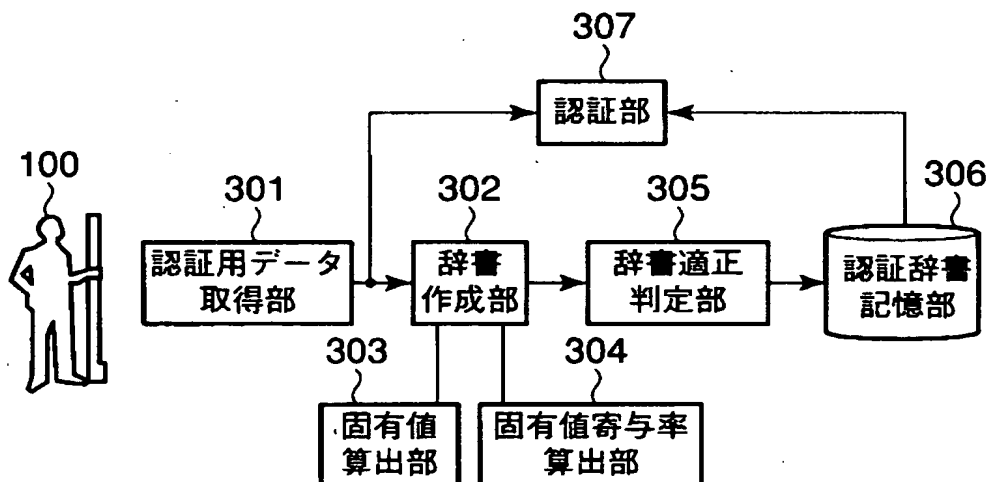 307
認証部
100
301
302
305
306
認証用データ
取得部
辞書
作成部
辞書適正
判定部
認証辞書
記憶部
303
304
固有値
算出部
固有値寄与率
算出部